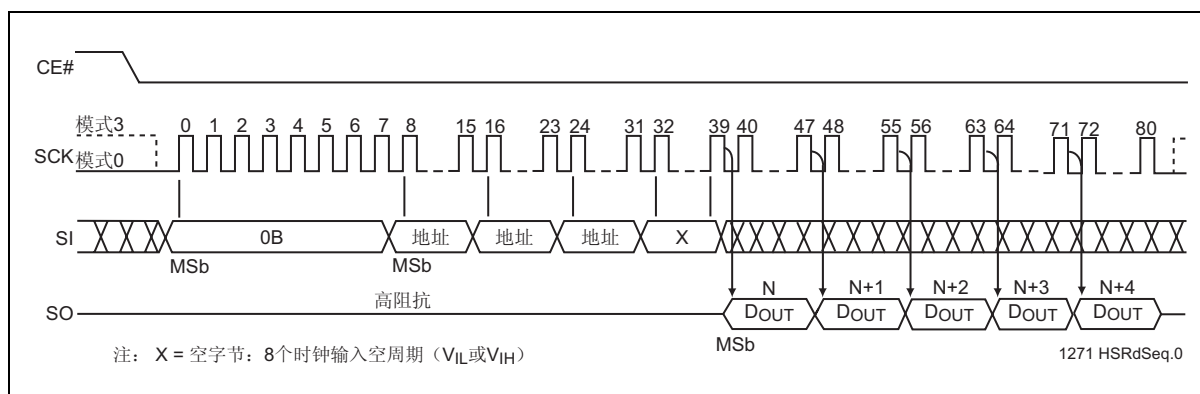 CE#
模式3
SCK 模式0
0 1 2 3 4 5 6 7 8 15 16 23 24 31 32 39 40 47 48 55 56 63 64 71 72 80
SI 0B 地址 地址 地址 X
MSb MSb
高阻抗
N N+1 N+2 N+3 N+4
SO DOUT DOUT DOUT DOUT DOUT
MSb
注： X = 空字节：8个时钟输入空周期（VIL或VIH）
1271 HSRdSeq.0